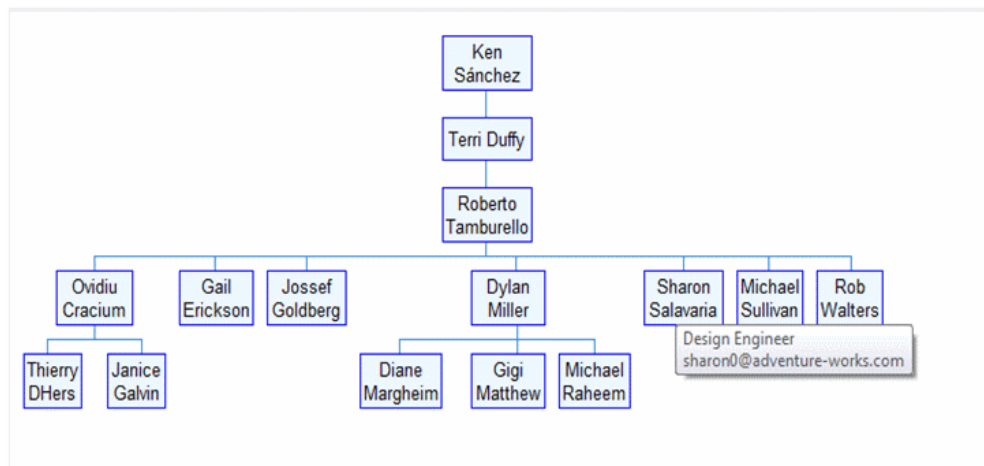 Ken
Sánchez
Terri Duffy
Roberto
Tamburello
Ovidiu
Cracium
Gail
Erickson
Jossef
Goldberg
Dylan
Miller
Sharon
Salavaria
Michael
Sullivan
Rob
Walters
Design Engineer
sharon0@adventure-works.com
Thierry
DHers
Janice
Galvin
Diane
Margheim
Gigi
Matthew
Michael
Raheem